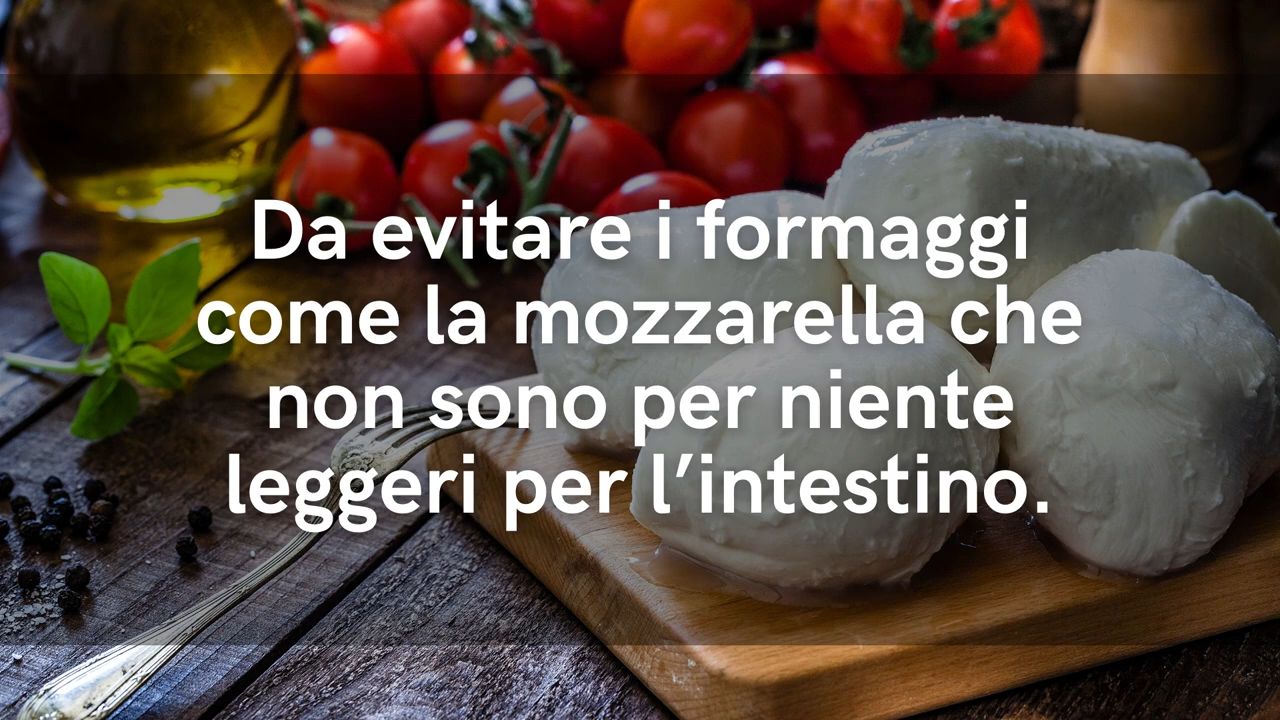 Da evitare i formaggi
come la mozzarella che
non sono per niente
leggeri per l’intestino.